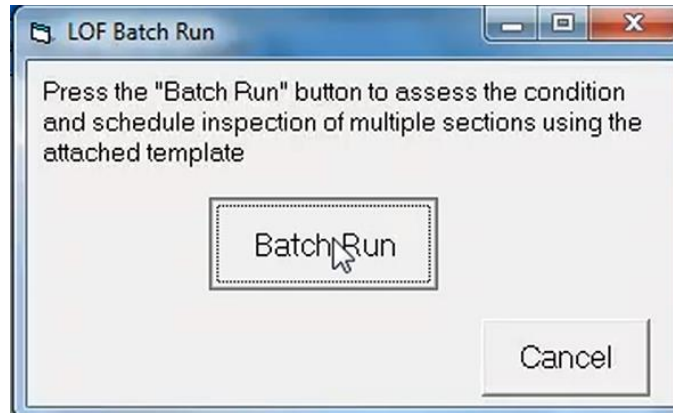 LOF Batch Run
Press the "Batch Run" button to assess the condition
and schedule inspection of multiple sections using the
attached template
Batch Run
Cancel